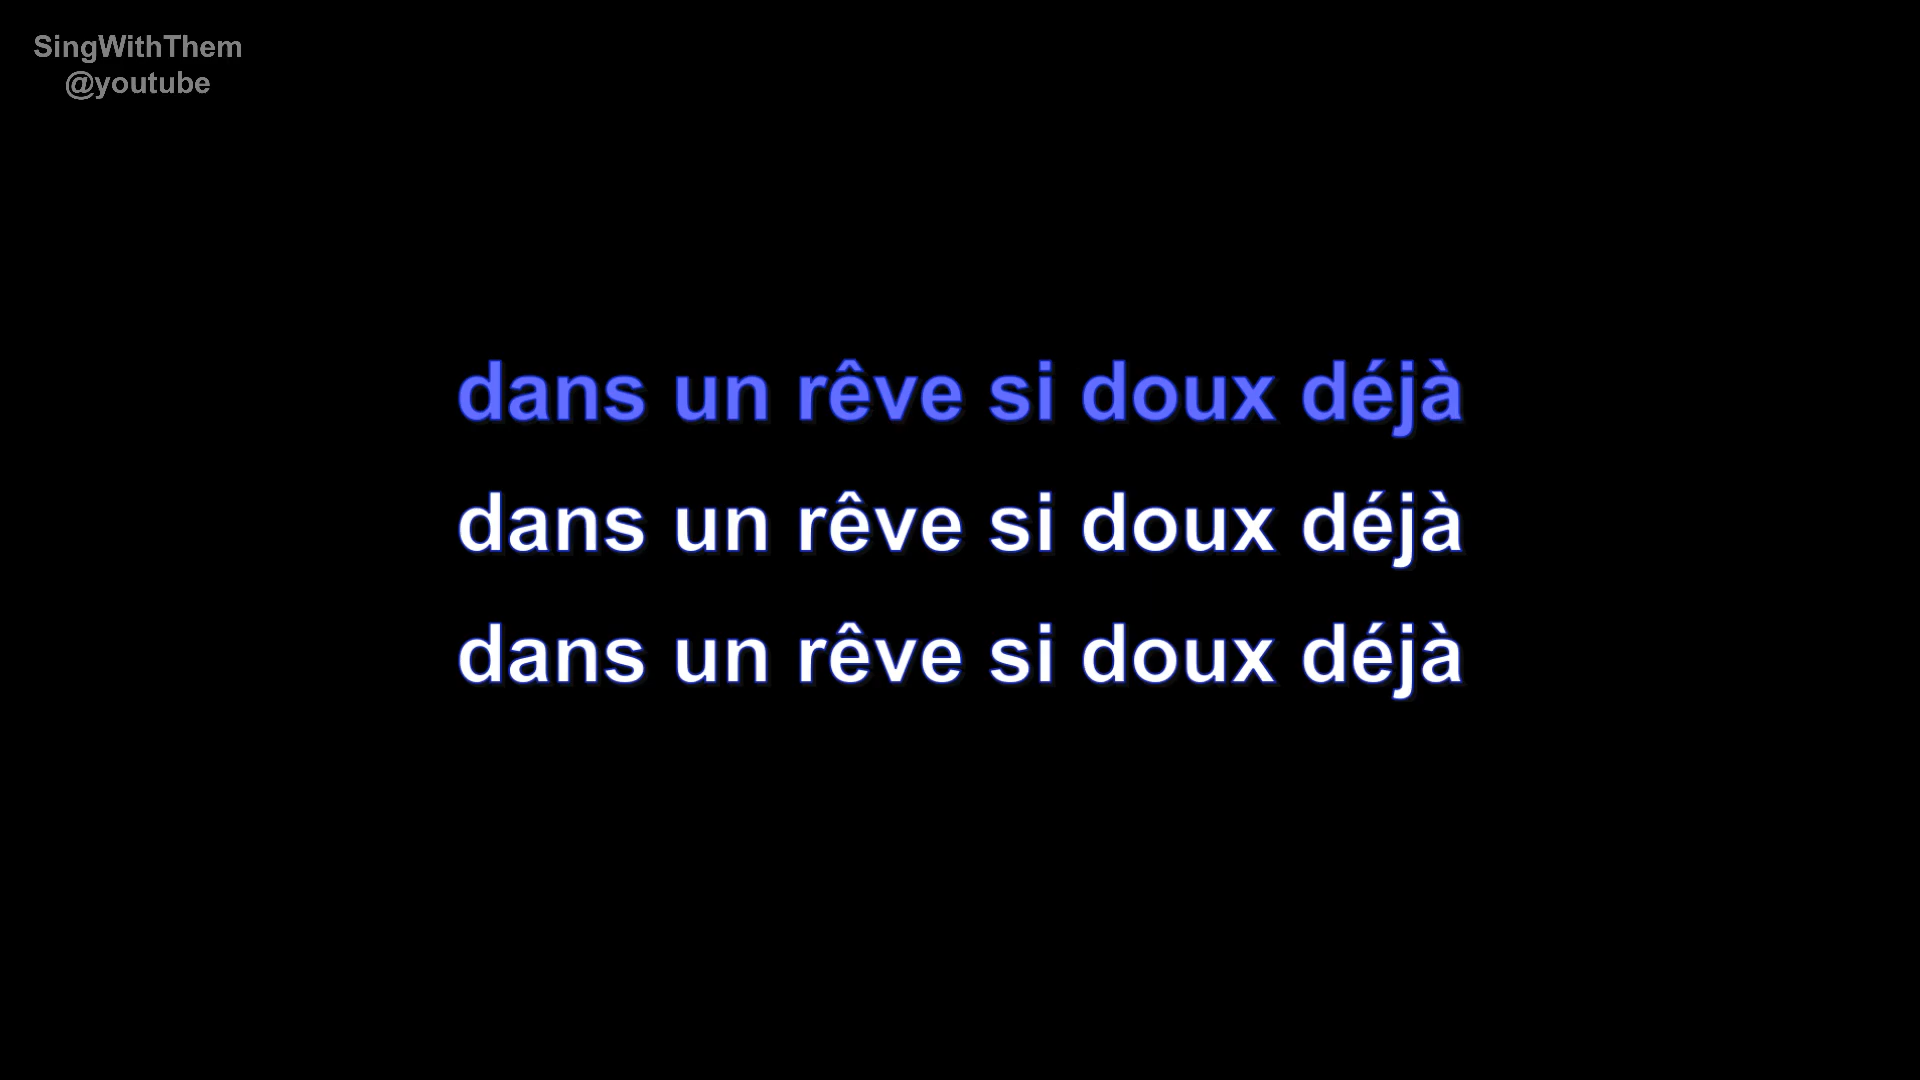 SingWithThem
@youtube
dans un rêve si doux déjà
dans un rêve si doux déjà
dans un rêve si doux déjà